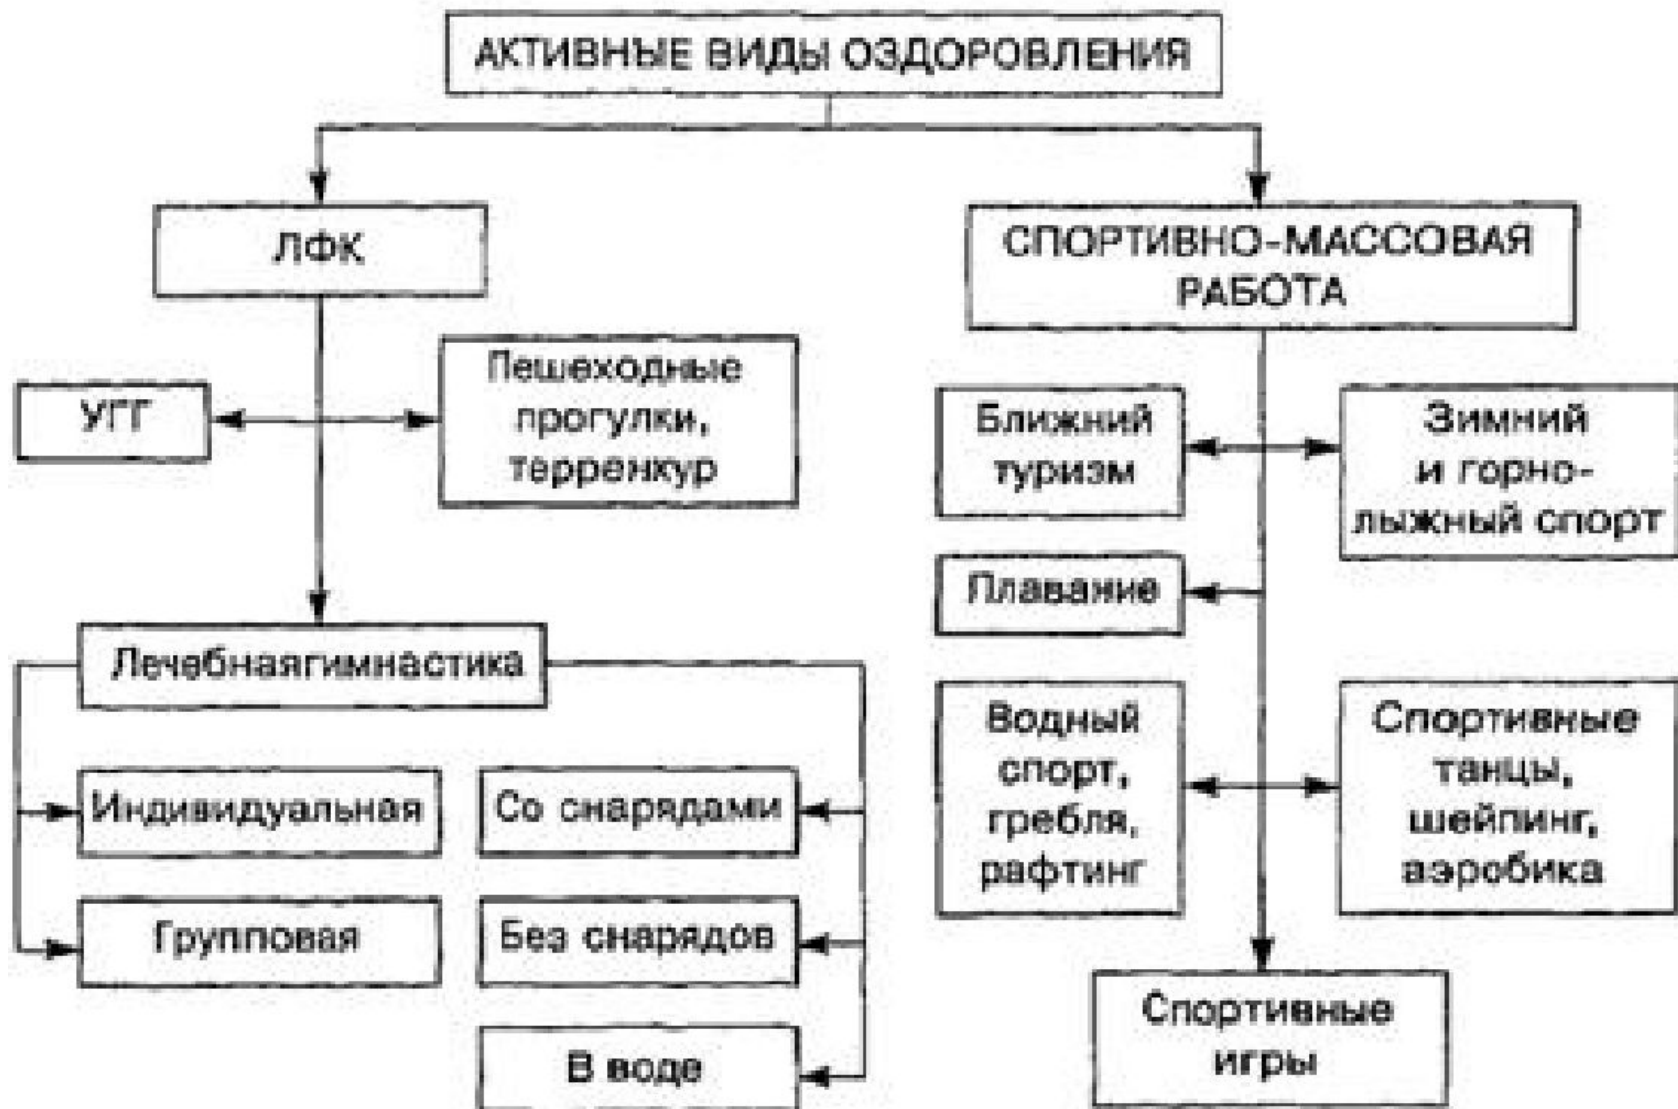 АКТИВНЫЕ ВИДЫ ОЗДОРОВЛЕНИЯ
ЛФК
СПОРТИВНО-МАССОВАЯ
РАБОТА
УГГ
Пешеходные
прогулки,
терренкур
Ближний
туризм
Зимний
и горно-
лыжный спорт
Плавание
Лечебнаягимнастика
Водный
спорт,
гребля,
рафтинг
Спортивные
танцы,
шейпинг,
аэробика
Индивидуальная
Со снарядами
Групповая
Без снарядов
В воде
Спортивные
игры